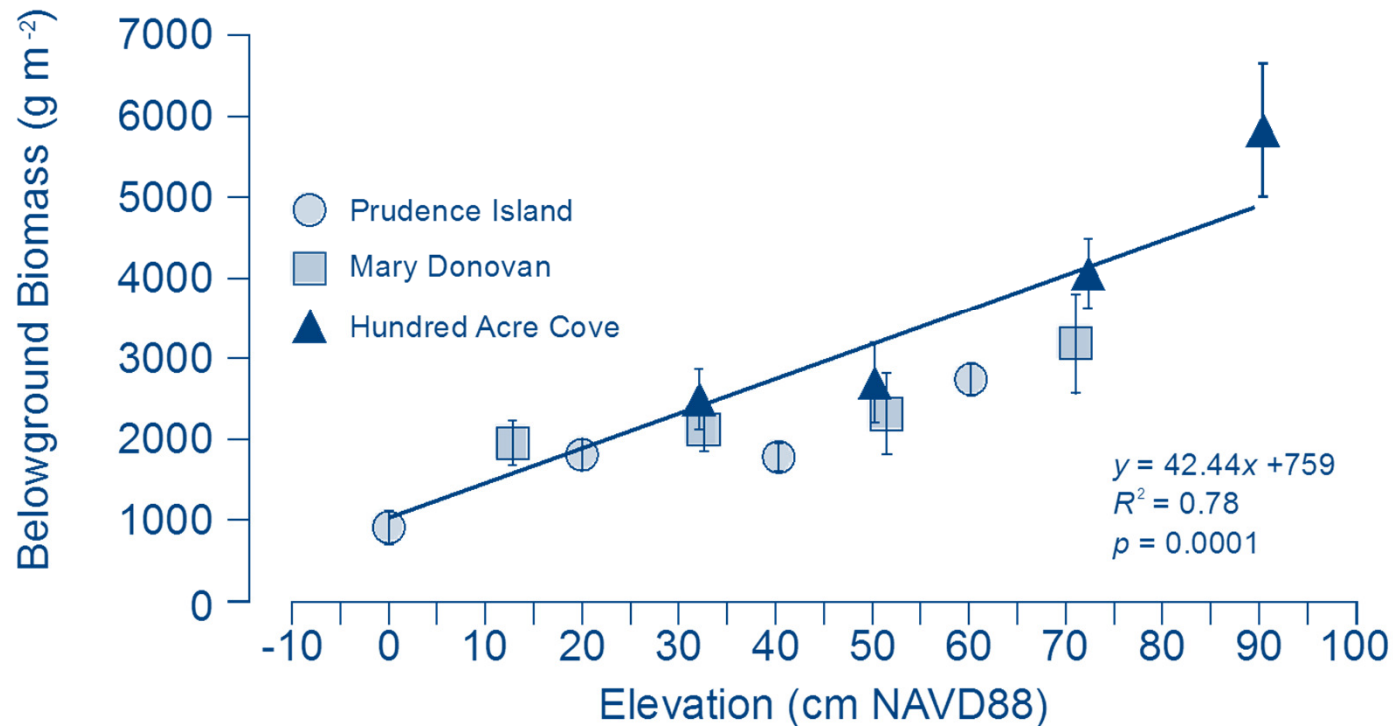 Belowground Biomass (g m⁻²)
7000
6000
5000
4000
3000
2000
1000
0
Prudence Island
Mary Donovan
Hundred Acre Cove
y = 42.44x +759
R² = 0.78
p = 0.0001
-10 0 10 20 30 40 50 60 70 80 90 100
Elevation (cm NAVD88)